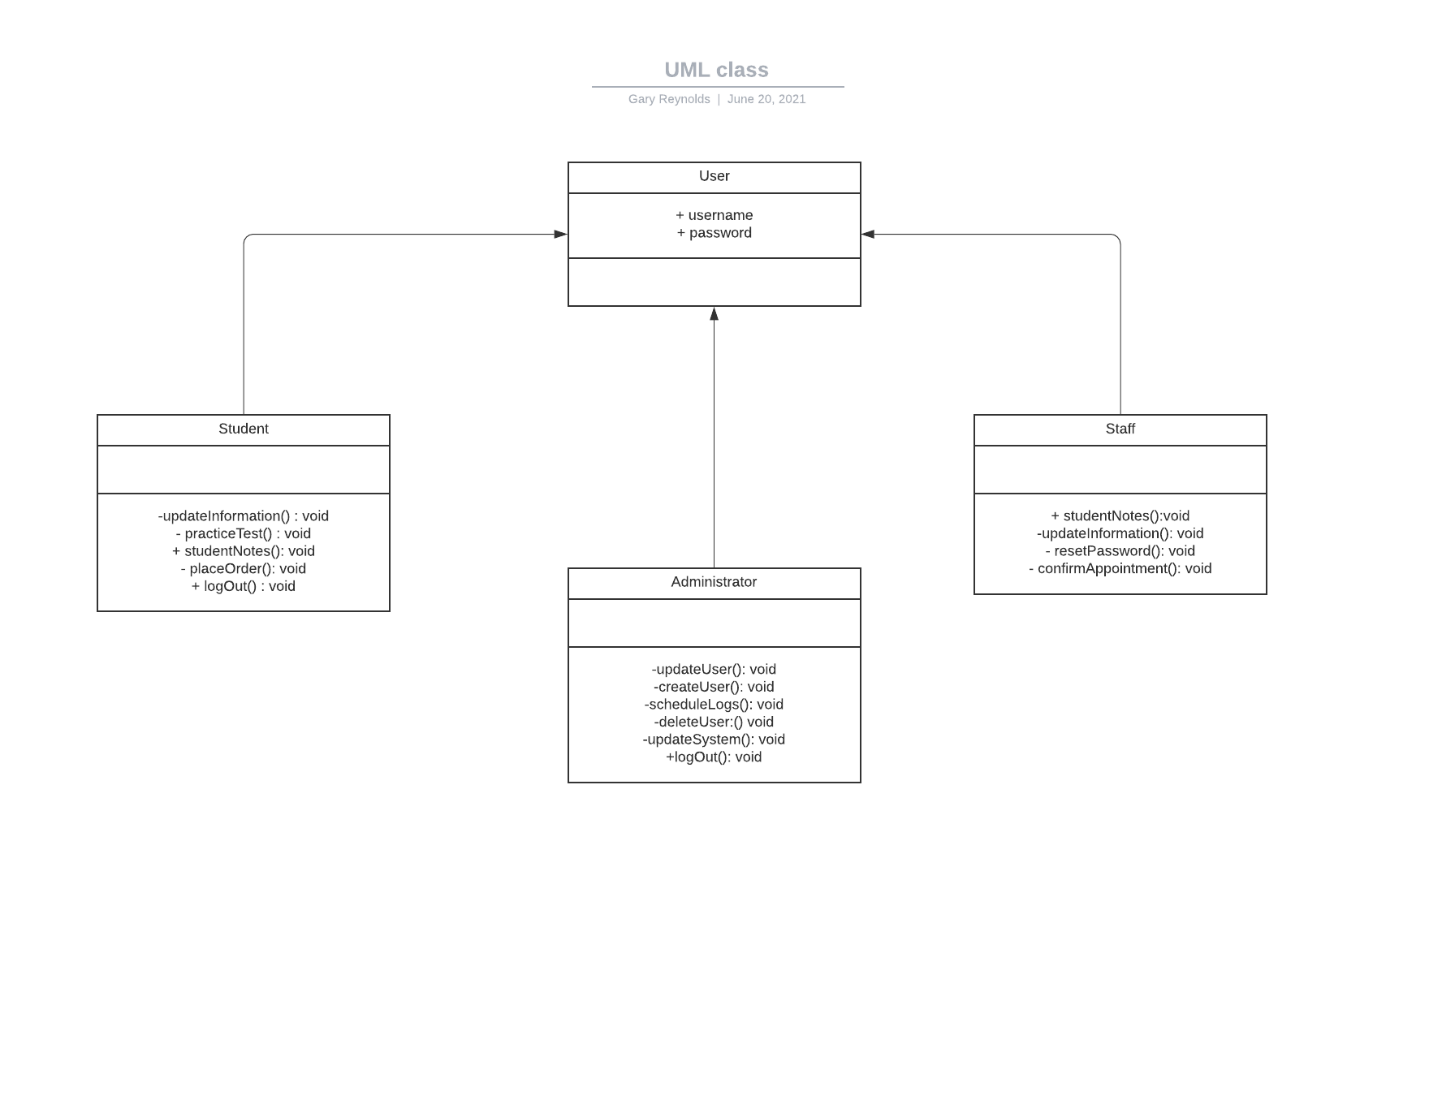 UML class
Gary Reynolds | June 20, 2021
User
+ username
+ password
Student
-updateInformation() : void
- practiceTest() : void
+ studentNotes(): void
- placeOrder(): void
+ logOut() : void
Staff
+ studentNotes():void
-updateInformation(): void
- resetPassword(): void
- confirmAppointment(): void
Administrator
-updateUser(): void
-createUser(): void
-scheduleLogs(): void
-deleteUser:() void
-updateSystem(): void
+logOut(): void